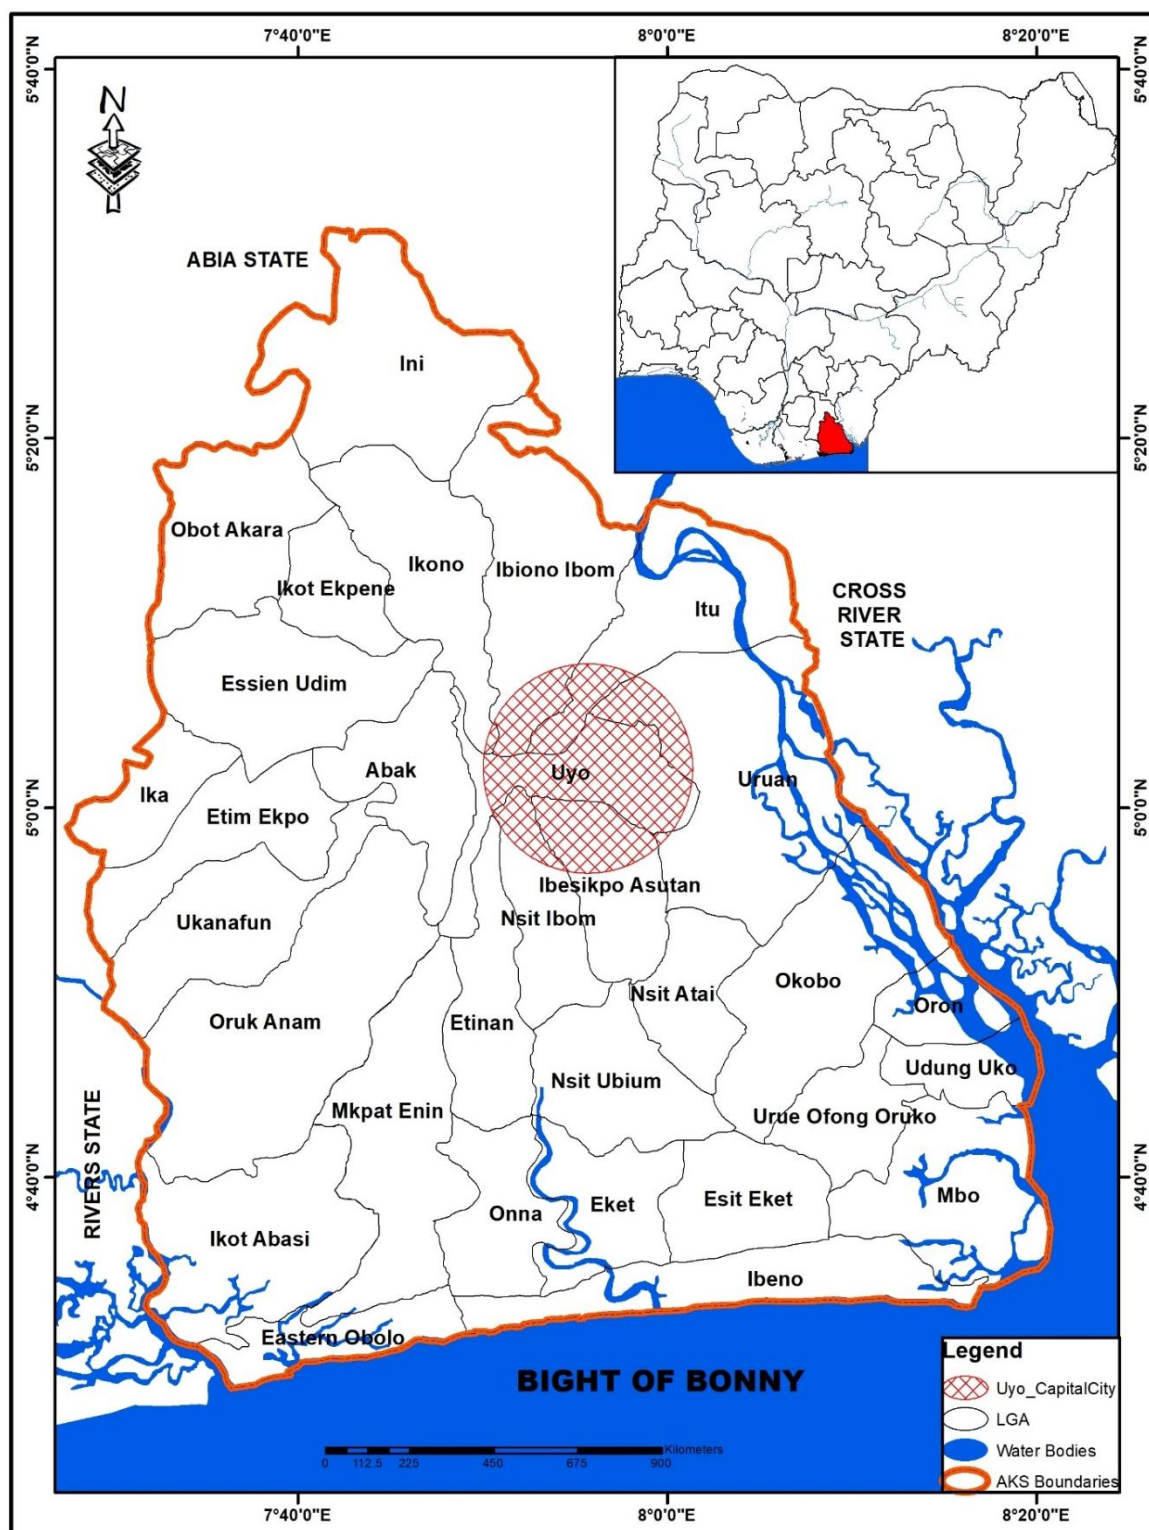 7°40'0"E
8°0'0"E
8°20'0"E
5°40'0"N
5°40'0"N
N
ABIA STATE
Ini
5°20'0"N
5°20'0"N
Obot Akara
Ikot Ekpene
Ikono
Ibiono Ibom
Itu
CROSS
RIVER
STATE
Essien Udim
Abak
Uyo
Uruan
Ika
Etim Ekpo
5°0'0"N
5°0'0"N
Ibesikpo Asutan
Ukanafun
Nsit Ibom
Nsit Atai
Okobo
Oron
Oruk Anam
Etinan
Udung Uko
Nsit Ubium
Mkpat Enin
Urue Ofong Oruko
RIVERS STATE
4°40'0"N
4°40'0"N
Ikot Abasi
Onna
Eket
Esit Eket
Mbo
Ibeno
Eastern Obolo
BIGHT OF BONNY
Legend
Uyo_CapitalCity
LGA
Water Bodies
AKS Boundaries
Kilometers
0 112.5 225 450 675 900
7°40'0"E
8°0'0"E
8°20'0"E